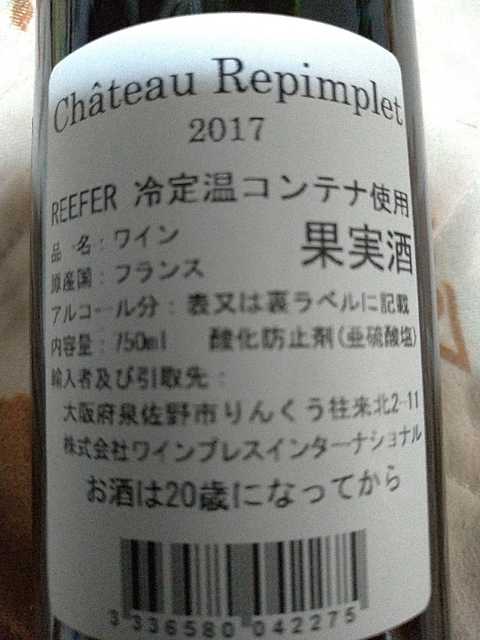 Château Repimplet
2017
REEFER 冷定温コンテナ使用
品 名：ワイン
果実酒
原産国：フランス
アルコール分：表又は裏ラベルに記載
内容量：750ml 酸化防止剤(亜硫酸塩)
輸入者及び引取先：
大阪府泉佐野市りんくう往来北2-11
株式会社ワインプレスインターナショナル
お酒は20歳になってから
3 336580 042275